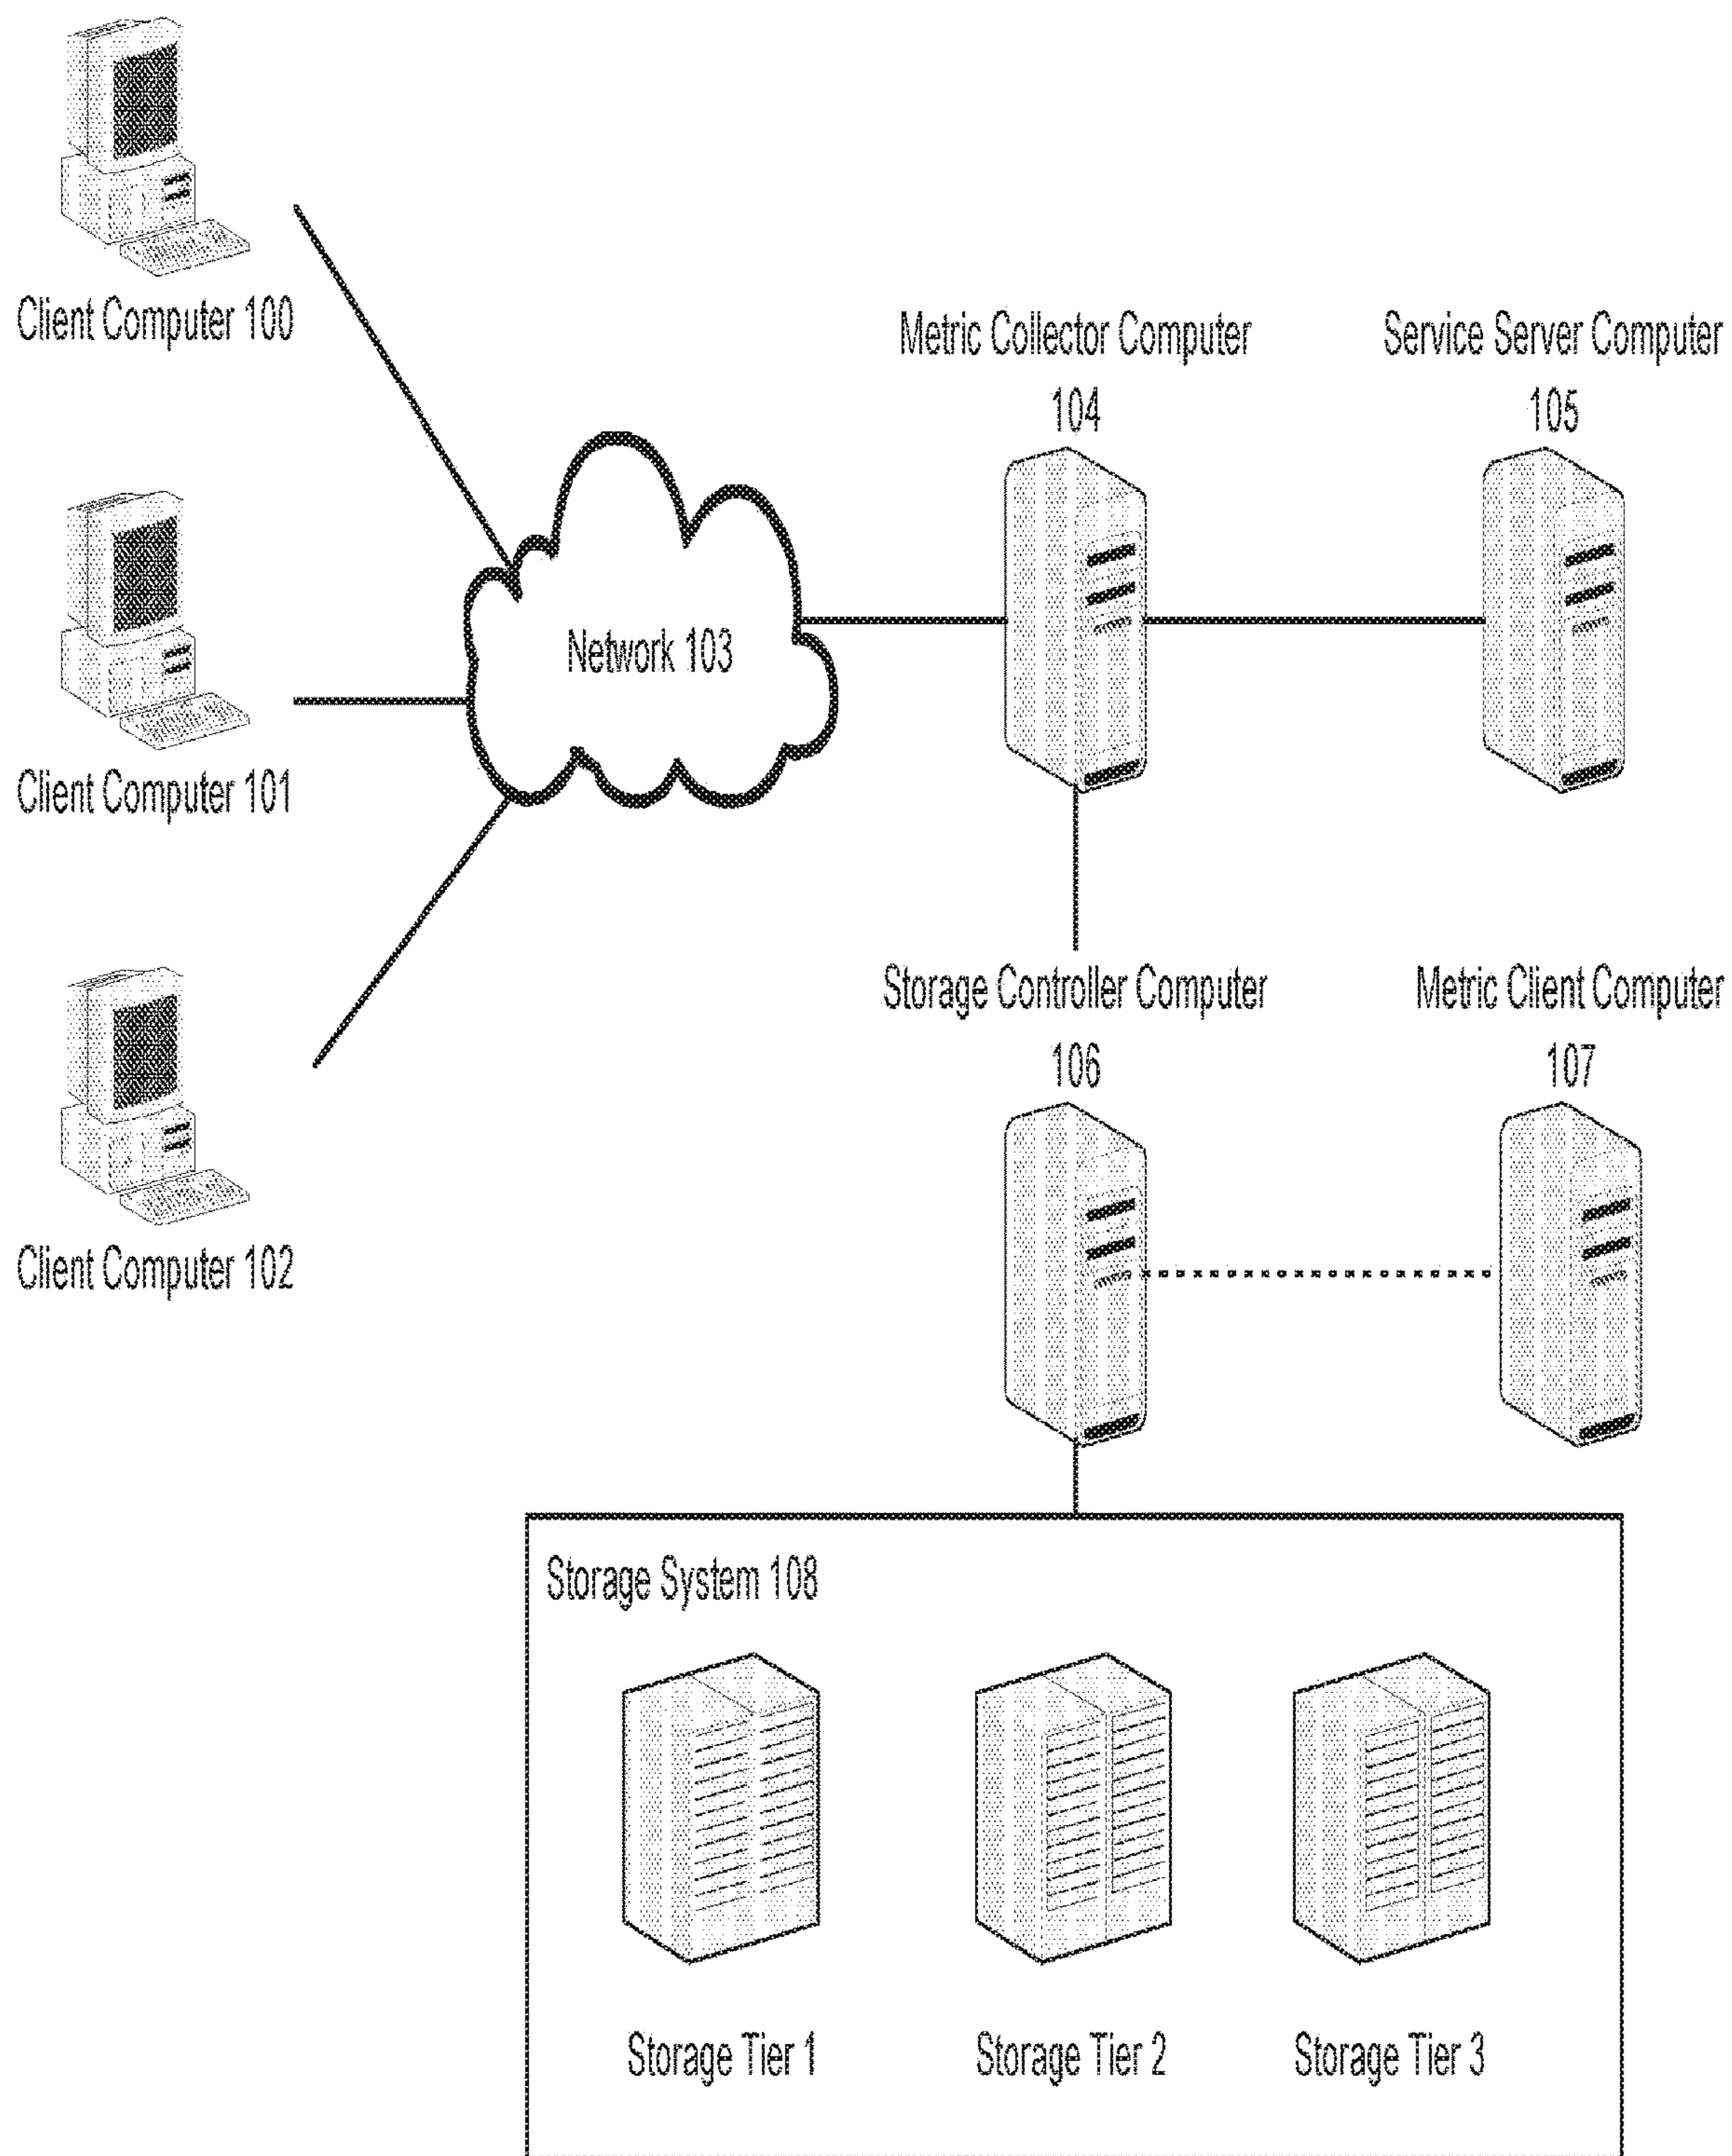 Client Computer 100
Metric Collector Computer
104
Service Server Computer
105
Network 103
Client Computer 101
Storage Controller Computer
106
Metric Client Computer
107
Client Computer 102
Storage System 108
Storage Tier 1
Storage Tier 2
Storage Tier 3